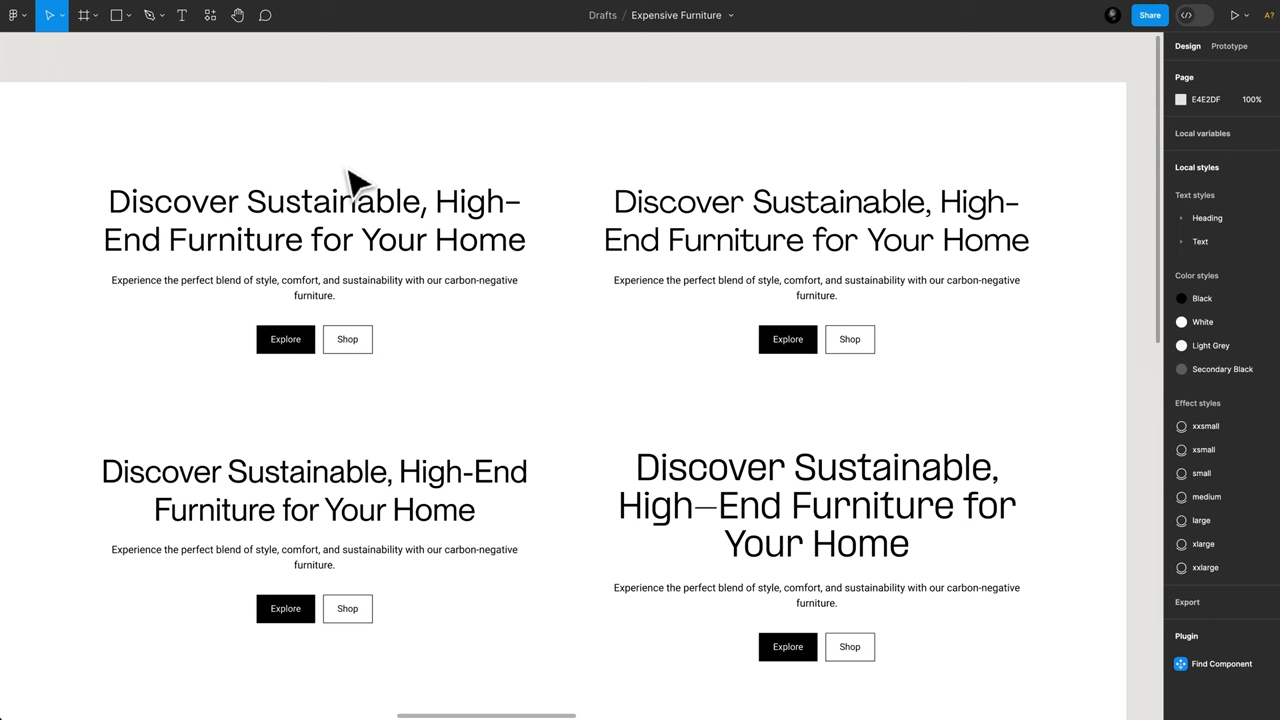 Drafts / Expensive Furniture
Share
A?
Design Prototype
Page
E4E2DF 100%
Local variables
Local styles
Text styles
Heading
Text
Color styles
Black
White
Light Grey
Secondary Black
Effect styles
xxsmall
xsmall
small
medium
large
xlarge
xxlarge
Export
Plugin
Find Component
Discover Sustainable, High-
End Furniture for Your Home
Experience the perfect blend of style, comfort, and sustainability with our carbon-negative
furniture.
Explore Shop
Discover Sustainable, High-
End Furniture for Your Home
Experience the perfect blend of style, comfort, and sustainability with our carbon-negative
furniture.
Explore Shop
Discover Sustainable, High-End
Furniture for Your Home
Experience the perfect blend of style, comfort, and sustainability with our carbon-negative
furniture.
Explore Shop
Discover Sustainable,
High—End Furniture for
Your Home
Experience the perfect blend of style, comfort, and sustainability with our carbon-negative
furniture.
Explore Shop